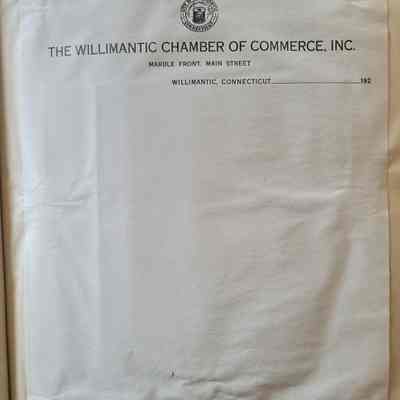 THE WILLIMANTIC CHAMBER OF COMMERCE, INC.
MARBLE FRONT, MAIN STREET
WILLIMANTIC, CONNECTICUT 192